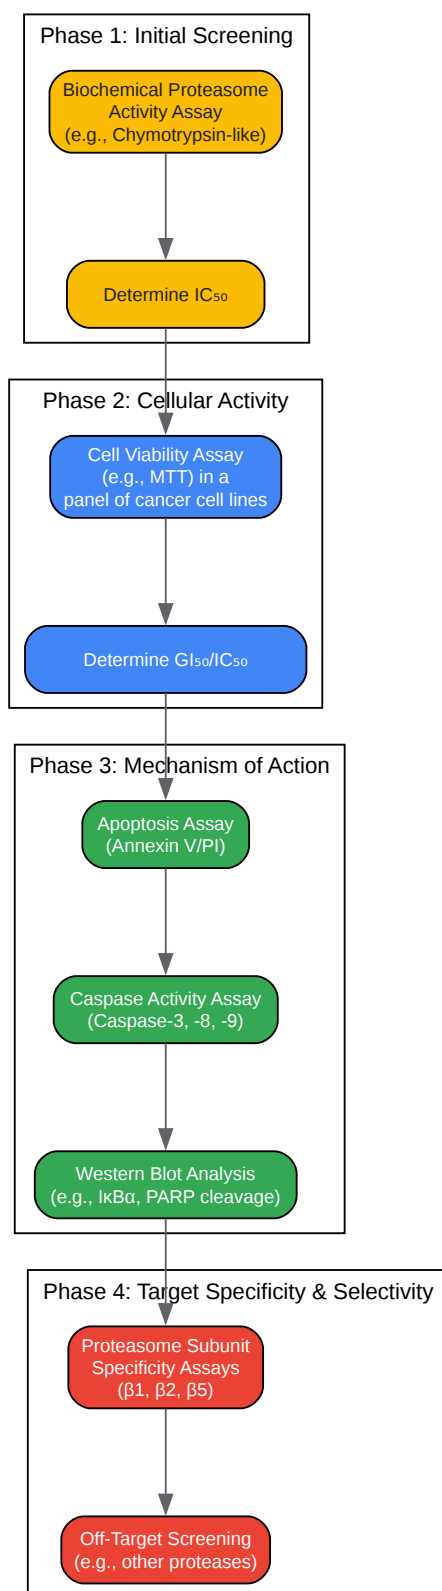 Phase 1: Initial Screening
Biochemical Proteasome
Activity Assay
(e.g., Chymotrypsin-like)
Determine IC₅₀
Phase 2: Cellular Activity
Cell Viability Assay
(e.g., MTT) in a
panel of cancer cell lines
Determine GI₅₀/IC₅₀
Phase 3: Mechanism of Action
Apoptosis Assay
(Annexin V/PI)
Caspase Activity Assay
(Caspase-3, -8, -9)
Western Blot Analysis
(e.g., IκBα, PARP cleavage)
Phase 4: Target Specificity & Selectivity
Proteasome Subunit
Specificity Assays
(β1, β2, β5)
Off-Target Screening
(e.g., other proteases)